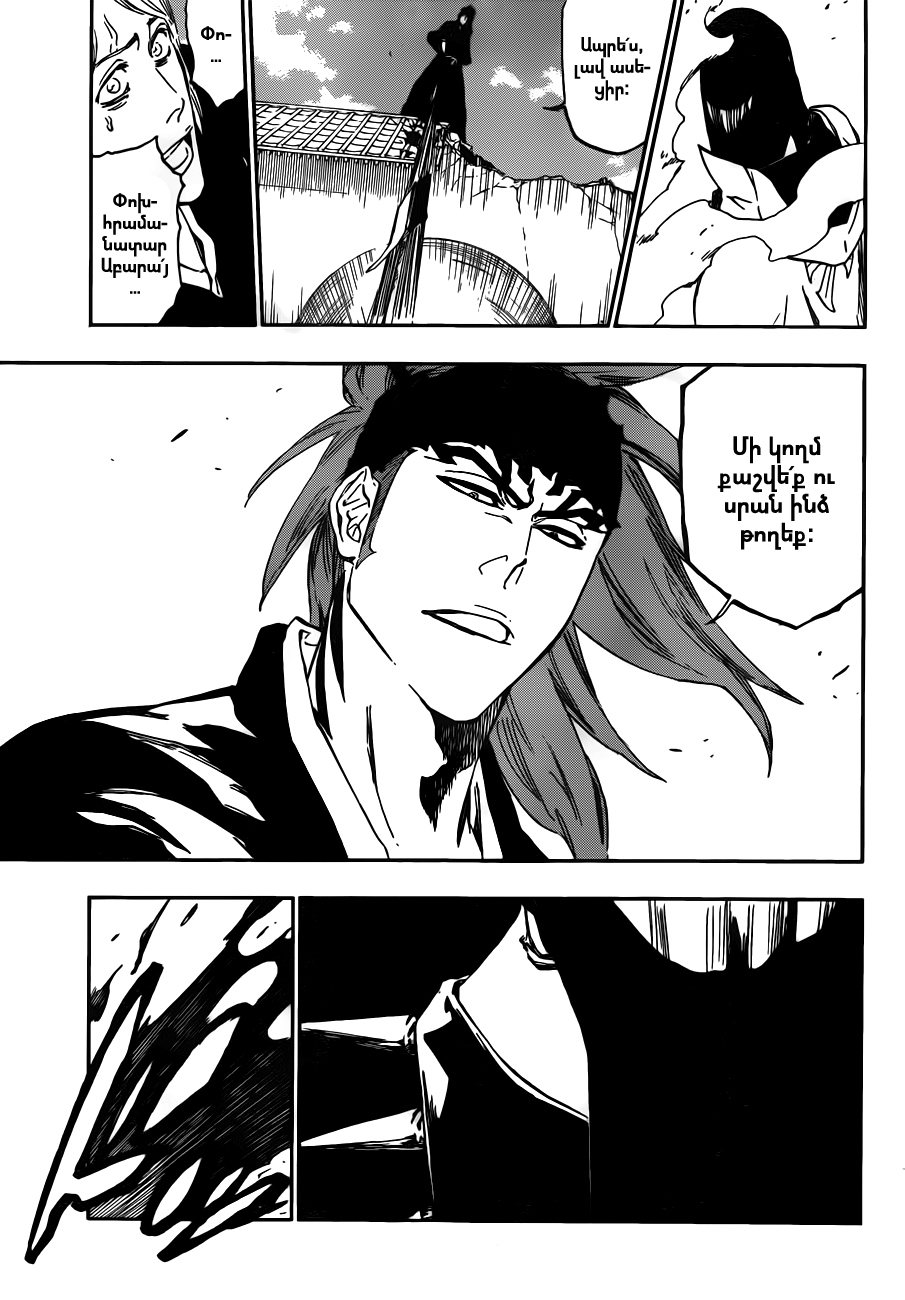 Ապրե՛ս,
լավ ասե-
ցիր:
Փո-
...
Փոխ-
հրամա-
նատար
Աբարա՛յ
...
Մի կողմ
քաշվե՛ք ու
սրան ինձ
թողեք: